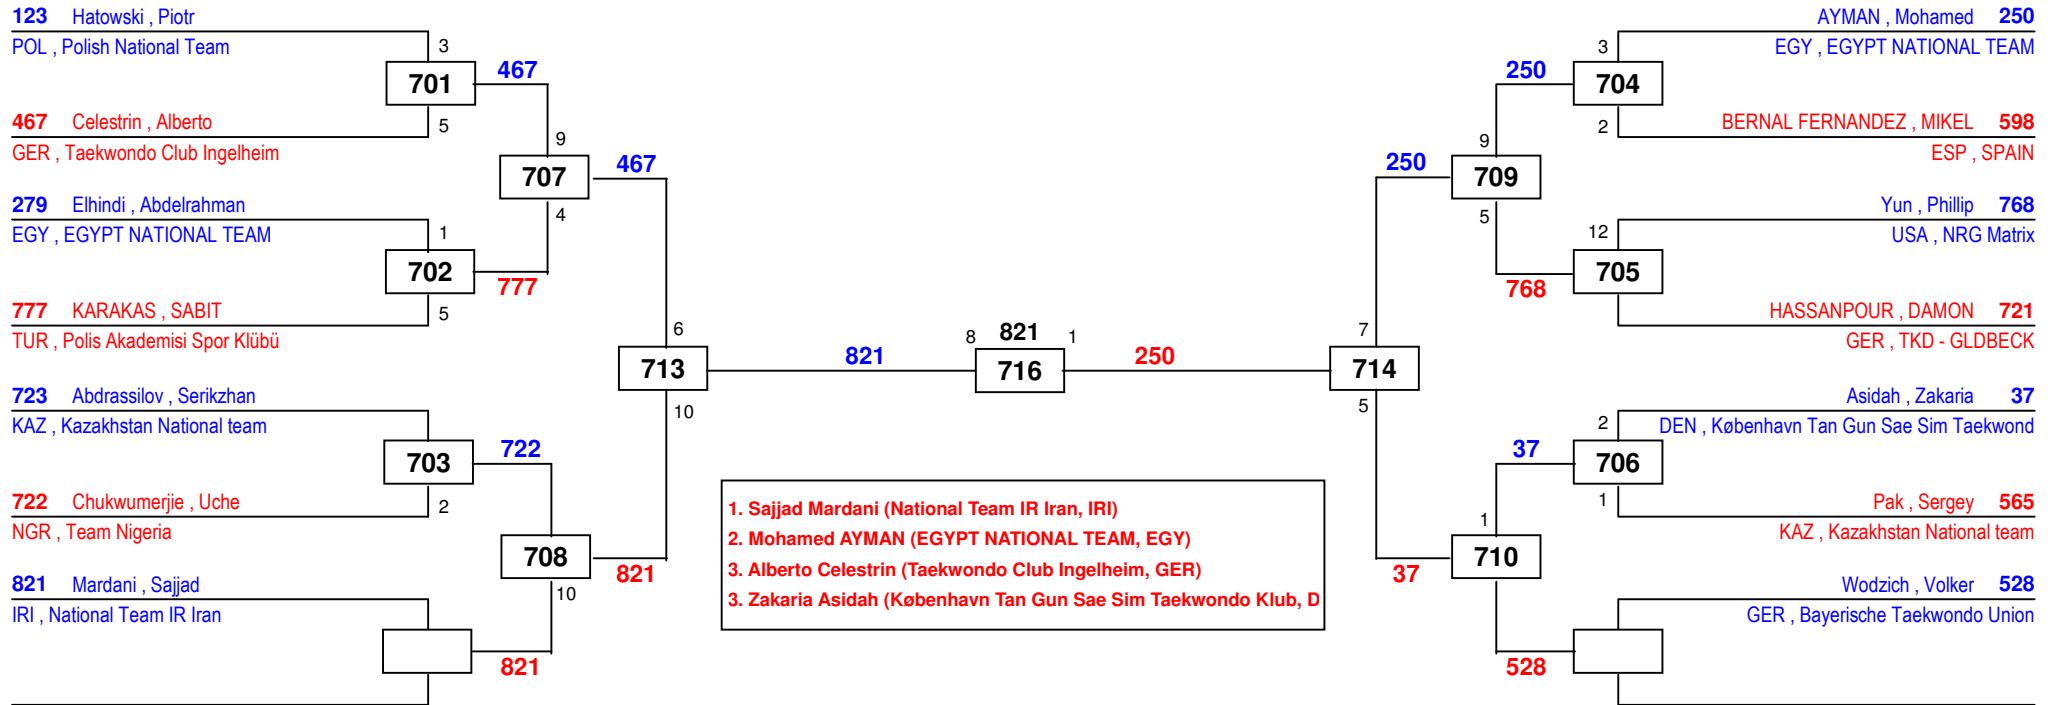 123 Hatowski , Piotr
POL , Polish National Team
3
701
467
5
467 Celestrin , Alberto
GER , Taekwondo Club Ingelheim
9
707
467
4
279 Elhindi , Abdelrahman
EGY , EGYPT NATIONAL TEAM
1
702
777
5
777 KARAKAS , SABIT
TUR , Polis Akademisi Spor Klübü
6
713
821
10
723 Abdrassilov , Serikzhan
KAZ , Kazakhstan National team
703
722
2
722 Chukwumerjie , Uche
NGR , Team Nigeria
708
821
10
821 Mardani , Sajjad
IRI , National Team IR Iran
821
8 821 1
716
250
1. Sajjad Mardani (National Team IR Iran, IRI)
2. Mohamed AYMAN (EGYPT NATIONAL TEAM, EGY)
3. Alberto Celestrin (Taekwondo Club Ingelheim, GER)
3. Zakaria Asidah (København Tan Gun Sae Sim Taekwondo Klub, D
AYMAN , Mohamed 250
EGY , EGYPT NATIONAL TEAM
3
250
704
2
BERNAL FERNANDEZ , MIKEL 598
ESP , SPAIN
9
250
709
5
Yun , Phillip 768
USA , NRG Matrix
12
768
705
HASSANPOUR , DAMON 721
GER , TKD - GLDBECK
7
714
5
Asidah , Zakaria 37
DEN , København Tan Gun Sae Sim Taekwond
2
37
706
1
Pak , Sergey 565
KAZ , Kazakhstan National team
1
710
37
Wodzich , Volker 528
GER , Bayerische Taekwondo Union
528